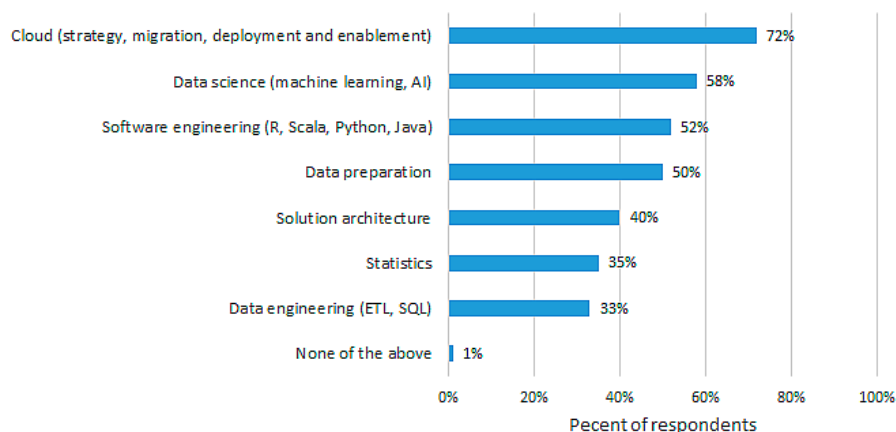 Cloud (strategy, migration, deployment and enablement) 72%
Data science (machine learning, AI) 58%
Software engineering (R, Scala, Python, Java) 52%
Data preparation 50%
Solution architecture 40%
Statistics 35%
Data engineering (ETL, SQL) 33%
None of the above 1%
0% 20% 40% 60% 80% 100%
Pecent of respondents